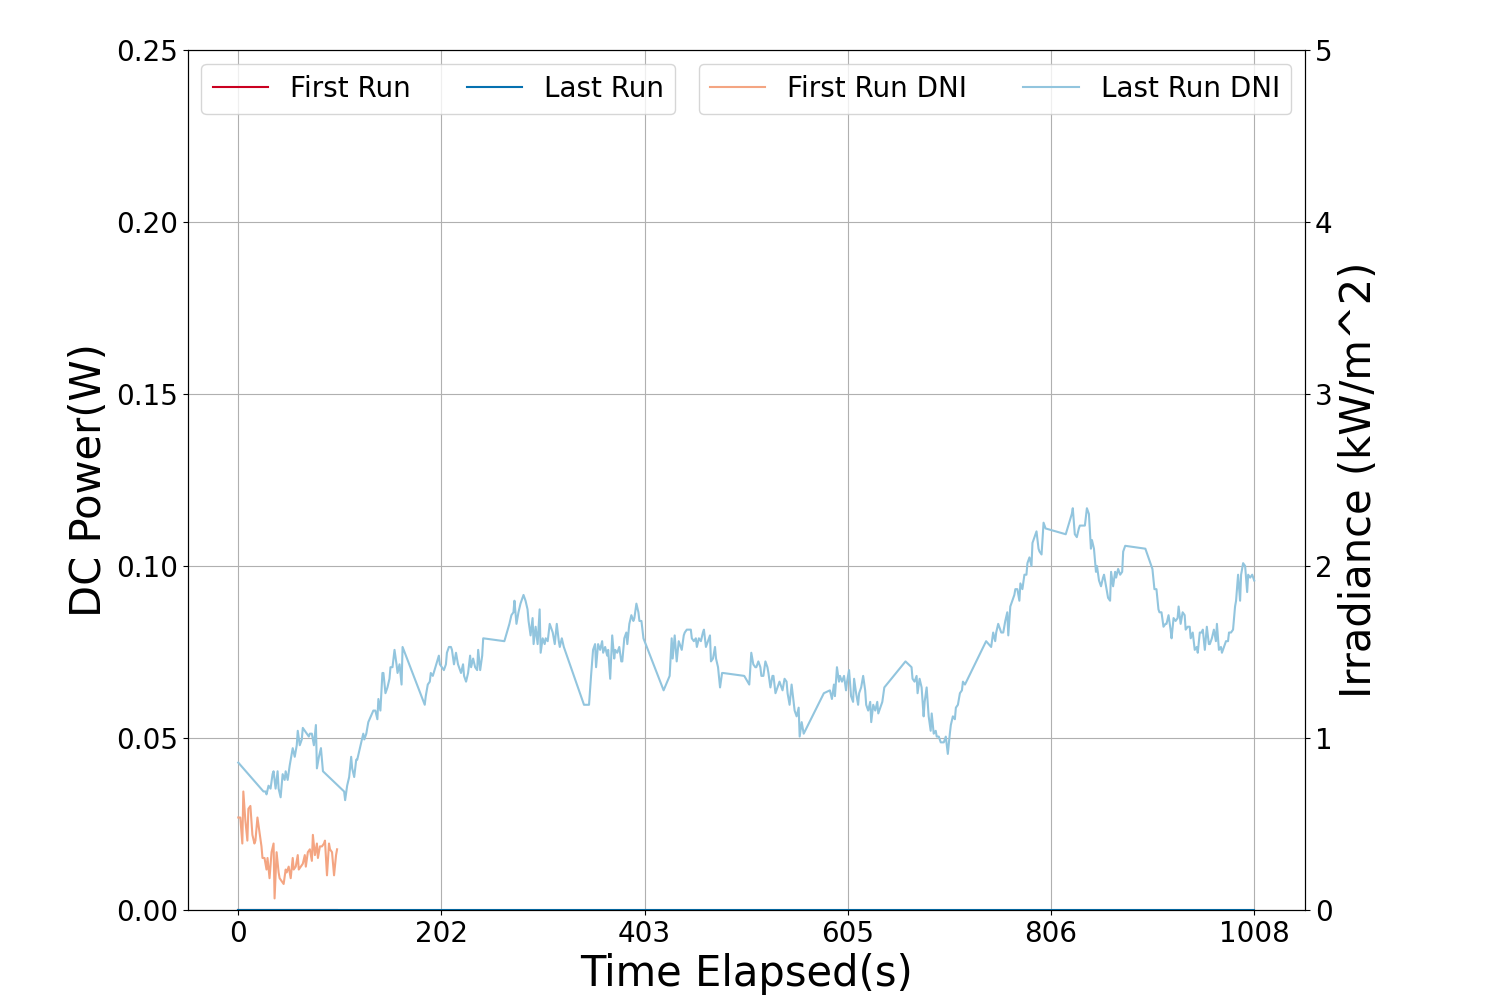 First Run
Last Run
First Run DNI
Last Run DNI
0.25
0.20
0.15
0.10
0.05
0.00
DC Power(W)
5
4
3
2
1
0
Irradiance (kW/m^2)
0 202 403 605 806 1008
Time Elapsed(s)